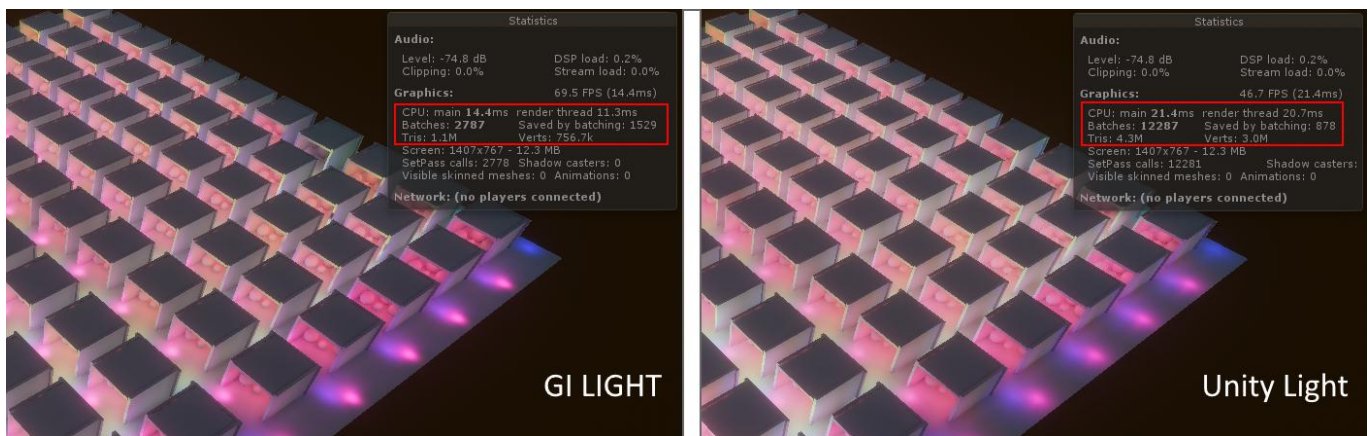 Statistics
Audio:
Level: -74.8 dB DSP load: 0.2%
Clipping: 0.0% Stream load: 0.0%
Graphics: 69.5 FPS (14.4ms)
CPU: main 14.4ms render thread 11.3ms
Batches: 2787 Saved by batching: 1529
Tris: 1.1M Verts: 756.7k
Screen: 1407x767 - 12.3 MB
SetPass calls: 2778 Shadow casters: 0
Visible skinned meshes: 0 Animations: 0
Network: (no players connected)
GI LIGHT
Statistics
Audio:
Level: -74.8 dB DSP load: 0.2%
Clipping: 0.0% Stream load: 0.0%
Graphics: 46.7 FPS (21.4ms)
CPU: main 21.4ms render thread 20.7ms
Batches: 12287 Saved by batching: 878
Tris: 4.3M Verts: 3.0M
Screen: 1407x767 - 12.3 MB
SetPass calls: 12281 Shadow casters:
Visible skinned meshes: 0 Animations: 0
Network: (no players connected)
Unity Light